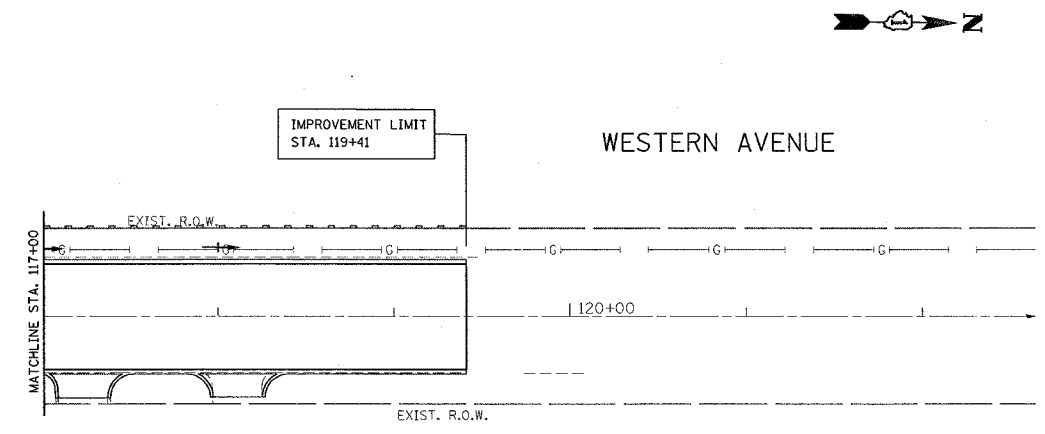 N
IMPROVEMENT LIMIT
STA. 119+41
WESTERN AVENUE
EXIST. R.O.W.
G G G G G G
MATCHLINE STA. 117+00
120+00
EXIST. R.O.W.